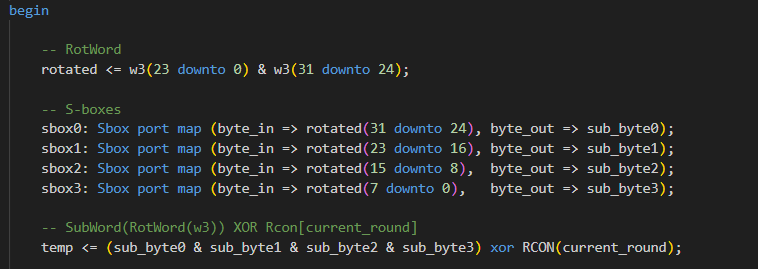 begin
-- RotWord
rotated <= w3(23 downto 0) & w3(31 downto 24);
-- S-boxes
sbox0: Sbox port map (byte_in => rotated(31 downto 24), byte_out => sub_byte0);
sbox1: Sbox port map (byte_in => rotated(23 downto 16), byte_out => sub_byte1);
sbox2: Sbox port map (byte_in => rotated(15 downto 8),  byte_out => sub_byte2);
sbox3: Sbox port map (byte_in => rotated(7 downto 0),   byte_out => sub_byte3);
-- SubWord(RotWord(w3)) XOR Rcon[current_round]
temp <= (sub_byte0 & sub_byte1 & sub_byte2 & sub_byte3) xor RCON(current_round);